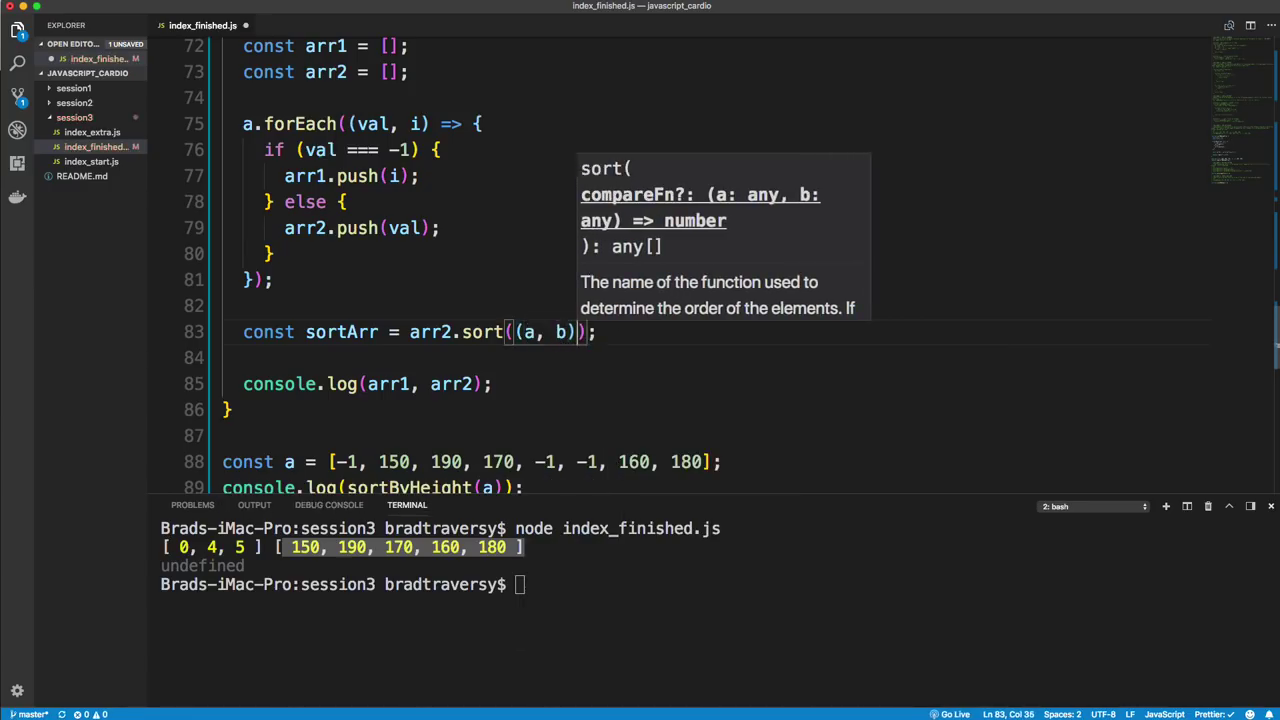 index_finished.js — javascript_cardio
EXPLORER
index_finished.js
OPEN EDITO... 1 UNSAVED
index_finishe... M
JAVASCRIPT_CARDIO
session1
session2
session3
index_extra.js
index_finished... M
index_start.js
README.md
72 const arr1 = [];
73 const arr2 = [];
74
75 a.forEach((val, i) => {
76 if (val === -1) {
77 arr1.push(i);
78 } else {
79 arr2.push(val);
80 }
81 });
82
83 const sortArr = arr2.sort((a, b));
84
85 console.log(arr1, arr2);
86 }
87
88 const a = [-1, 150, 190, 170, -1, -1, 160, 180];
89 console.log(sortByHeight(a));
sort(
compareFn?: (a: any, b:
any) => number
): any[]
The name of the function used to
determine the order of the elements. If
PROBLEMS OUTPUT DEBUG CONSOLE TERMINAL 2: bash
Brads-iMac-Pro:session3 bradtraversy$ node index_finished.js
[ 0, 4, 5 ] [ 150, 190, 170, 160, 180 ]
undefined
Brads-iMac-Pro:session3 bradtraversy$
master* 0 0 Go Live Ln 83, Col 36 Spaces: 2 UTF-8 LF JavaScript Prettier: ✓